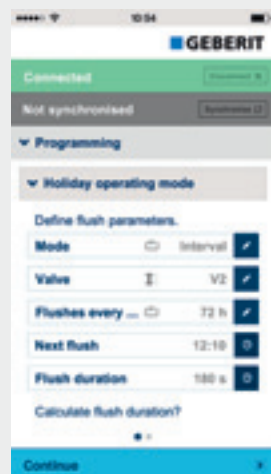 10:54
GEBERIT
Connected
Not synchronised
Programming
Holiday operating mode
Define flush parameters.
Mode Interval
Valve V2
Flushes every ... 72 h
Next flush 12:10
Flush duration 180 s
Calculate flush duration?
Continue